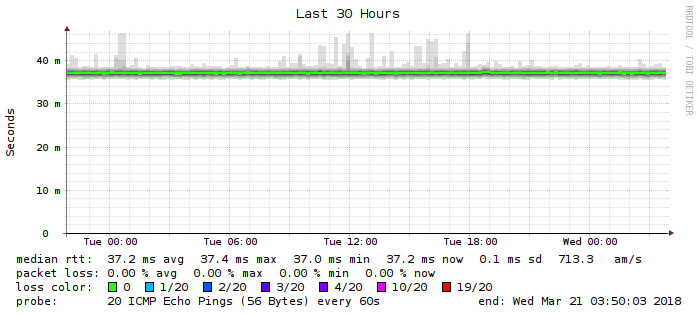 Last 30 Hours
RRDTOOL / TOBI OETIKER
Seconds
40 m
30 m
20 m
10 m
0
Tue 00:00 Tue 06:00 Tue 12:00 Tue 18:00 Wed 00:00
median rtt: 37.2 ms avg 37.4 ms max 37.0 ms min 37.2 ms now 0.1 ms sd 713.3 am/s
packet loss: 0.00 % avg 0.00 % max 0.00 % min 0.00 % now
loss color: 0 1/20 2/20 3/20 4/20 10/20 19/20
probe: 20 ICMP Echo Pings (56 Bytes) every 60s end: Wed Mar 21 03:50:03 2018